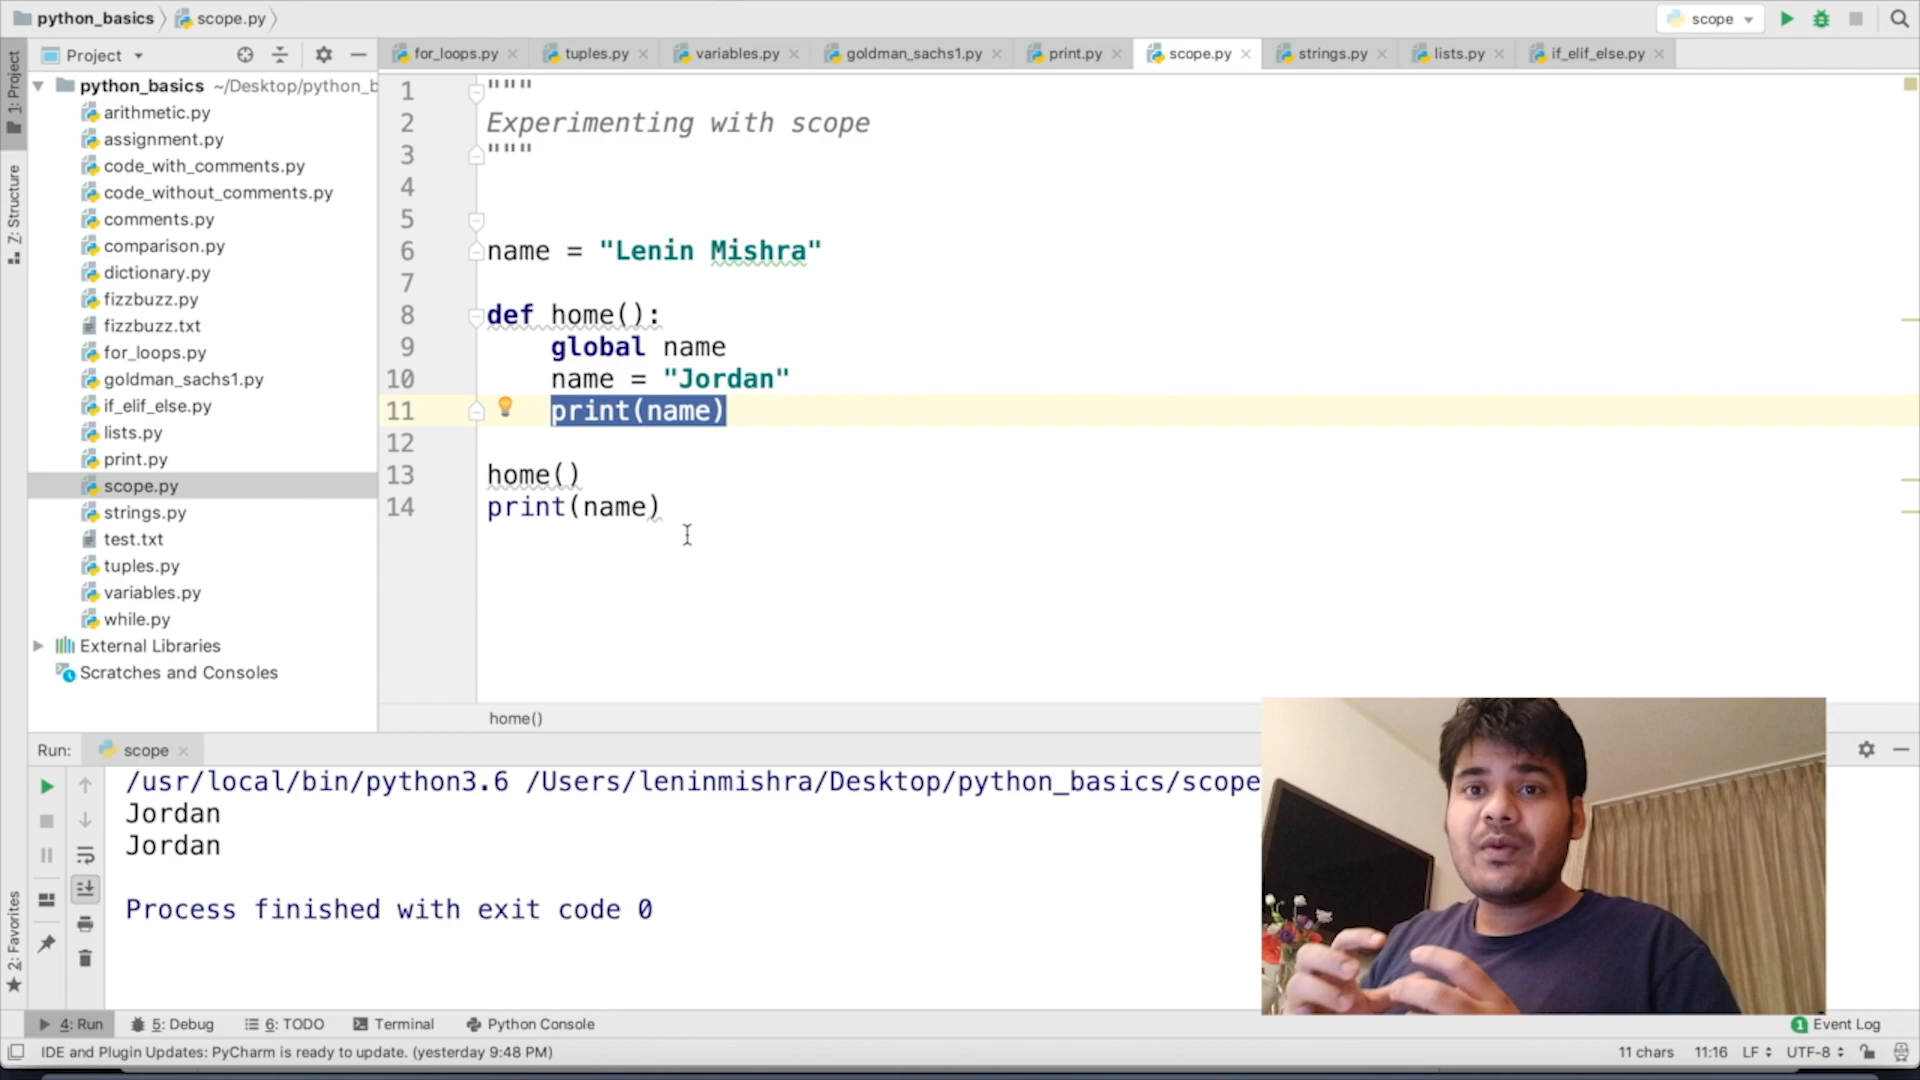 python_basics scope.py
scope
1: Project
Z: Structure
2: Favorites
Project
for_loops.py
tuples.py
variables.py
goldman_sachs1.py
print.py
scope.py
strings.py
lists.py
if_elif_else.py
python_basics ~/Desktop/python_b
arithmetic.py
assignment.py
code_with_comments.py
code_without_comments.py
comments.py
comparison.py
dictionary.py
fizzbuzz.py
fizzbuzz.txt
for_loops.py
goldman_sachs1.py
if_elif_else.py
lists.py
print.py
scope.py
strings.py
test.txt
tuples.py
variables.py
while.py
External Libraries
Scratches and Consoles
1 """
2 Experimenting with scope
3 """
4
5
6 name = "Lenin Mishra"
7
8 def home():
9 global name
10 name = "Jordan"
11 print(name)
12
13 home()
14 print(name)
home()
Run: scope
/usr/local/bin/python3.6 /Users/leninmishra/Desktop/python_basics/scope
Jordan
Jordan
Process finished with exit code 0
4: Run
5: Debug
6: TODO
Terminal
Python Console
1 Event Log
IDE and Plugin Updates: PyCharm is ready to update. (yesterday 9:48 PM)
11 chars 11:16 LF UTF-8